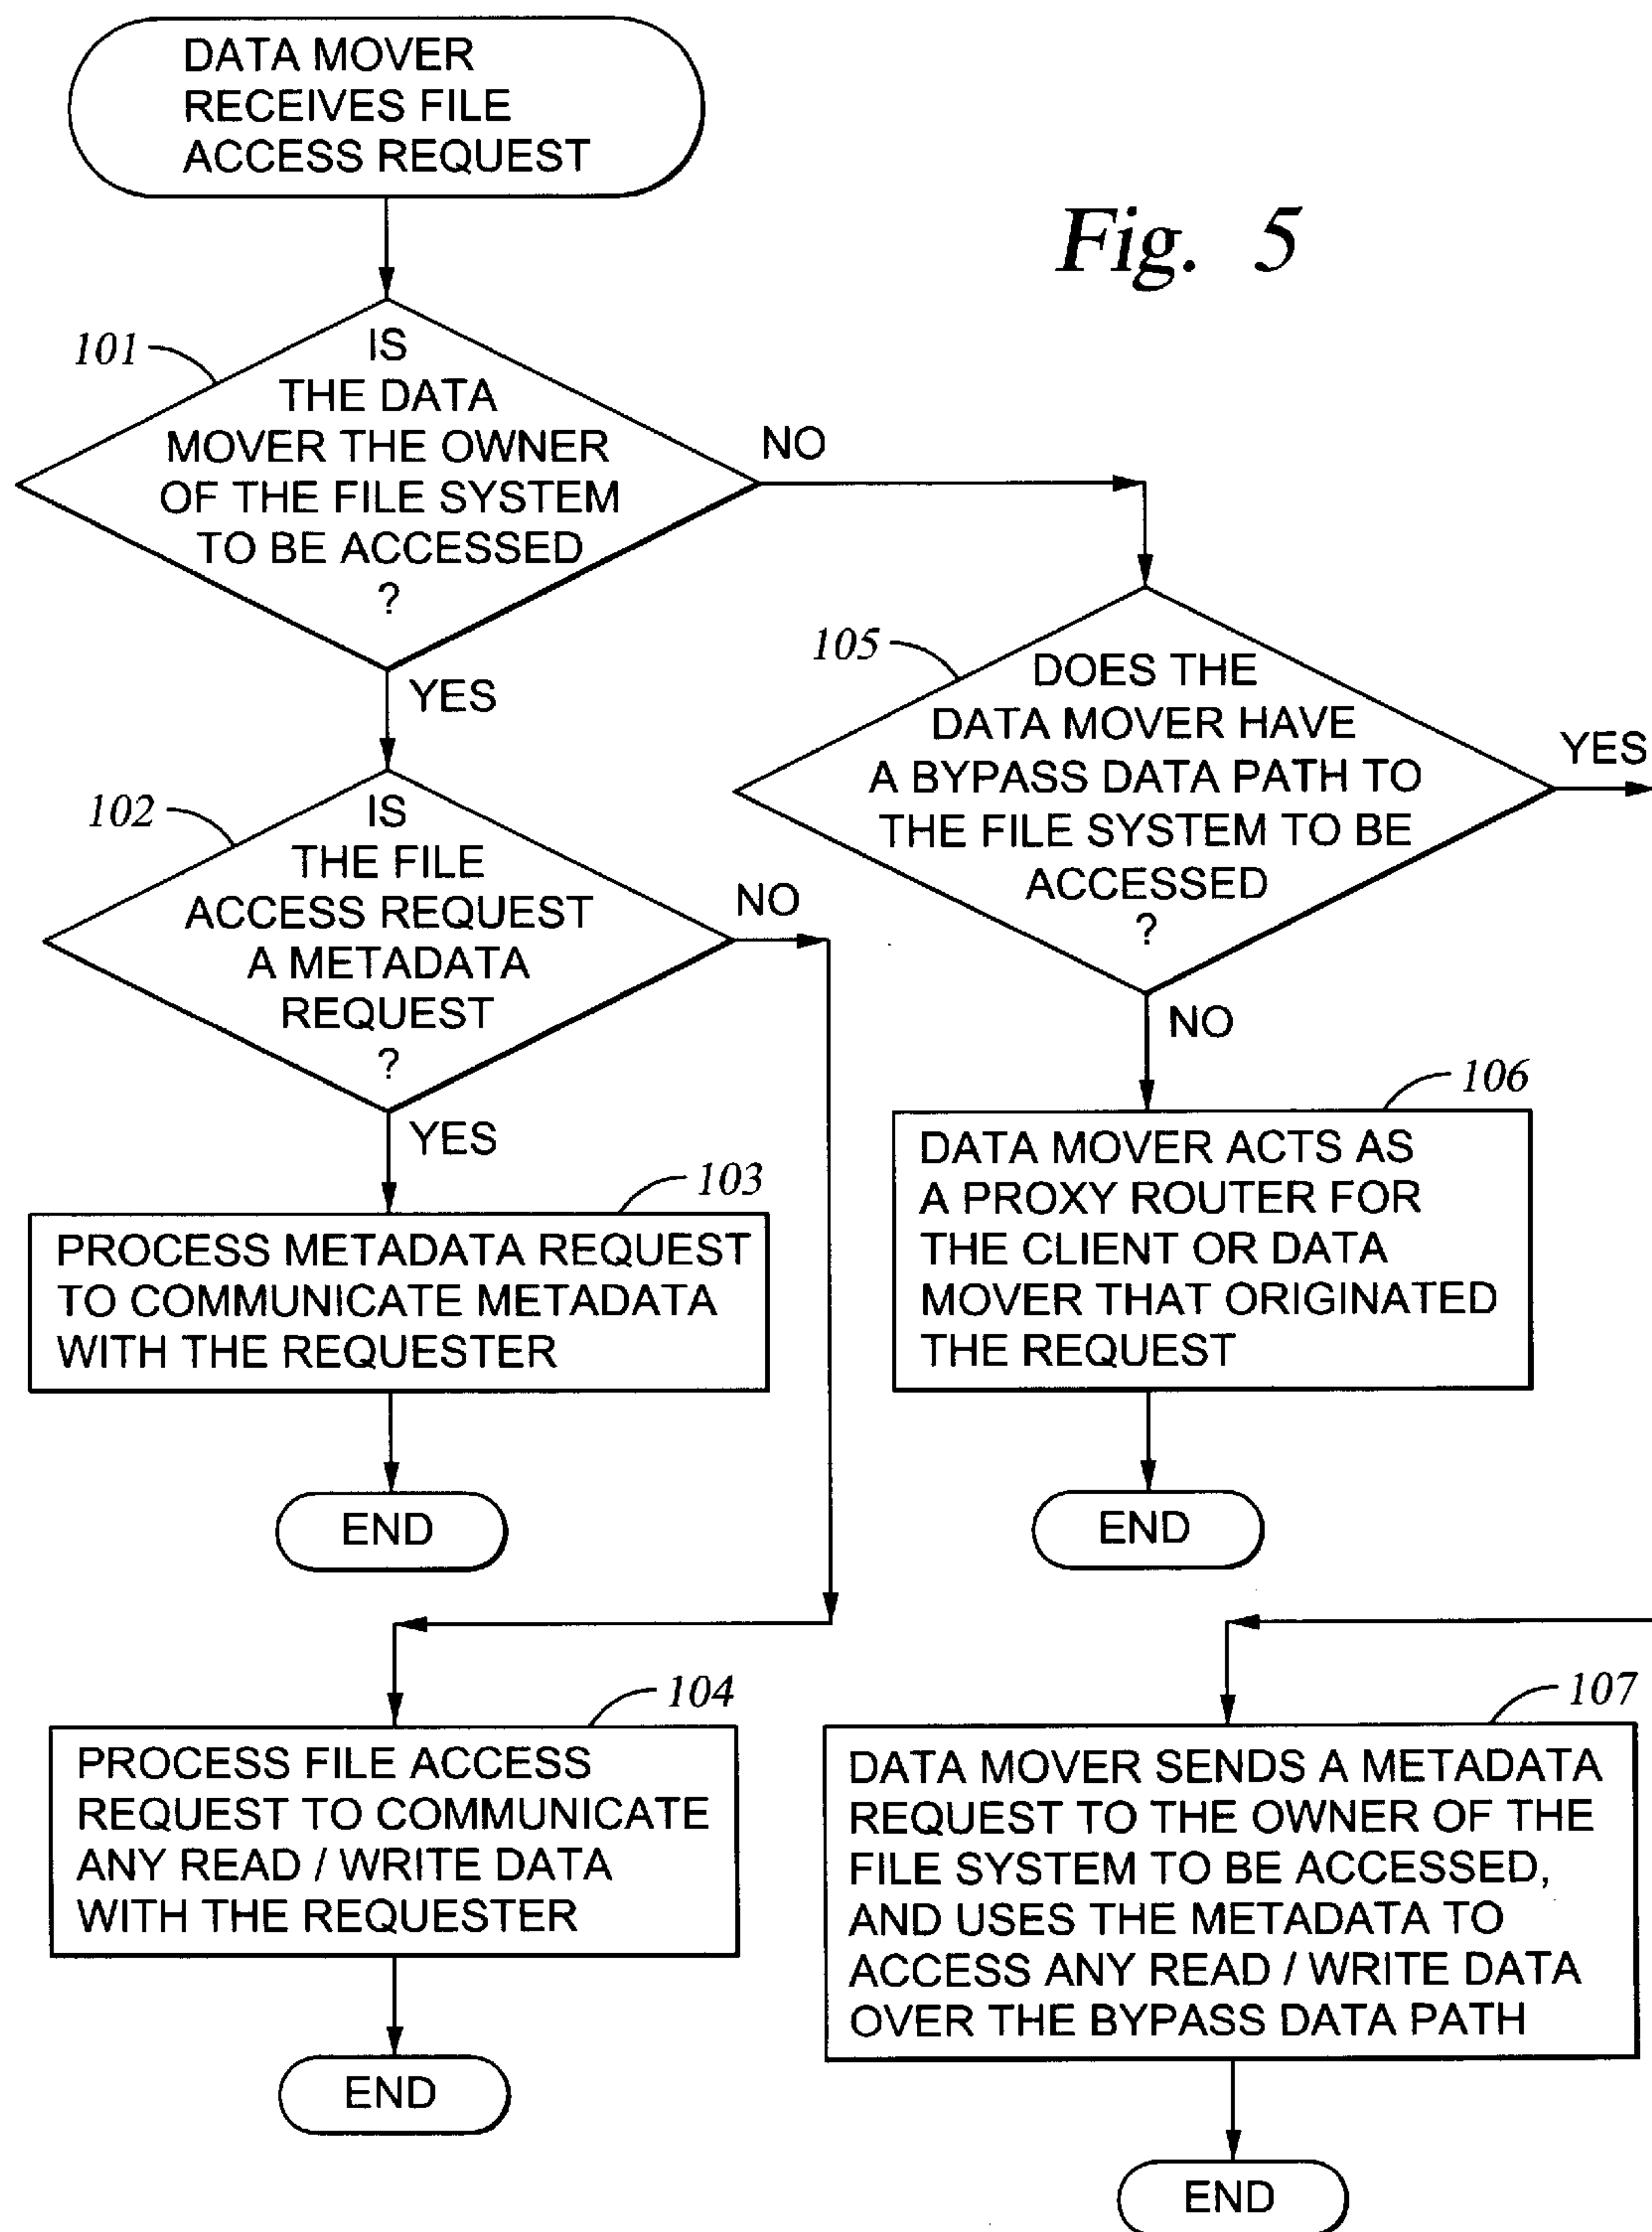 DATA MOVER
RECEIVES FILE
ACCESS REQUEST
Fig. 5
101
IS
THE DATA
MOVER THE OWNER
OF THE FILE SYSTEM
TO BE ACCESSED
?
NO
YES
105
DOES THE
DATA MOVER HAVE
A BYPASS DATA PATH TO
THE FILE SYSTEM TO BE
ACCESSED
?
YES
NO
102
IS
THE FILE
ACCESS REQUEST
A METADATA
REQUEST
?
NO
YES
103
PROCESS METADATA REQUEST
TO COMMUNICATE METADATA
WITH THE REQUESTER
END
106
DATA MOVER ACTS AS
A PROXY ROUTER FOR
THE CLIENT OR DATA
MOVER THAT ORIGINATED
THE REQUEST
END
104
PROCESS FILE ACCESS
REQUEST TO COMMUNICATE
ANY READ / WRITE DATA
WITH THE REQUESTER
END
107
DATA MOVER SENDS A METADATA
REQUEST TO THE OWNER OF THE
FILE SYSTEM TO BE ACCESSED,
AND USES THE METADATA TO
ACCESS ANY READ / WRITE DATA
OVER THE BYPASS DATA PATH
END